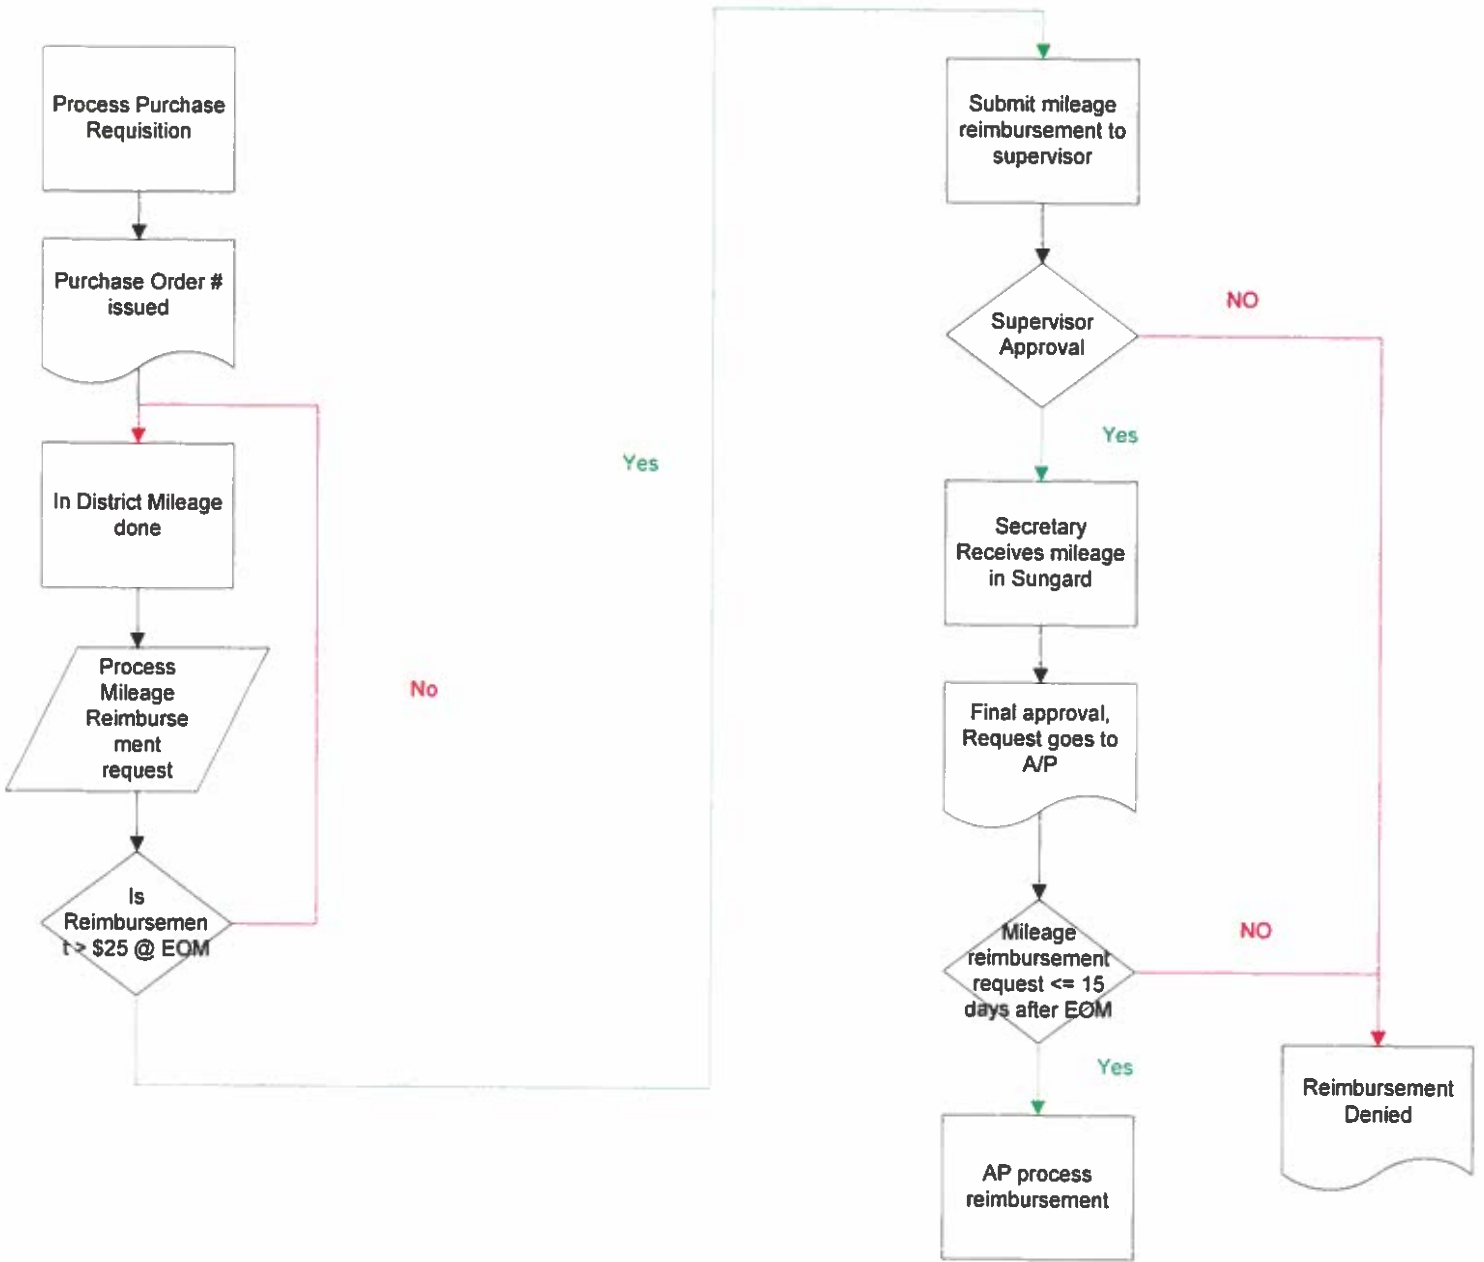 Process Purchase
Requisition
Purchase Order #
issued
In District Mileage
done
Process
Mileage
Reimburse
ment
request
No
Is
Reimbursemen
t > $25 @ EOM
Yes
Submit mileage
reimbursement to
supervisor
Supervisor
Approval
NO
Yes
Secretary
Receives mileage
in Sungard
Final approval,
Request goes to
A/P
Mileage
reimbursement
request <= 15
days after EOM
NO
Yes
AP process
reimbursement
Reimbursement
Denied